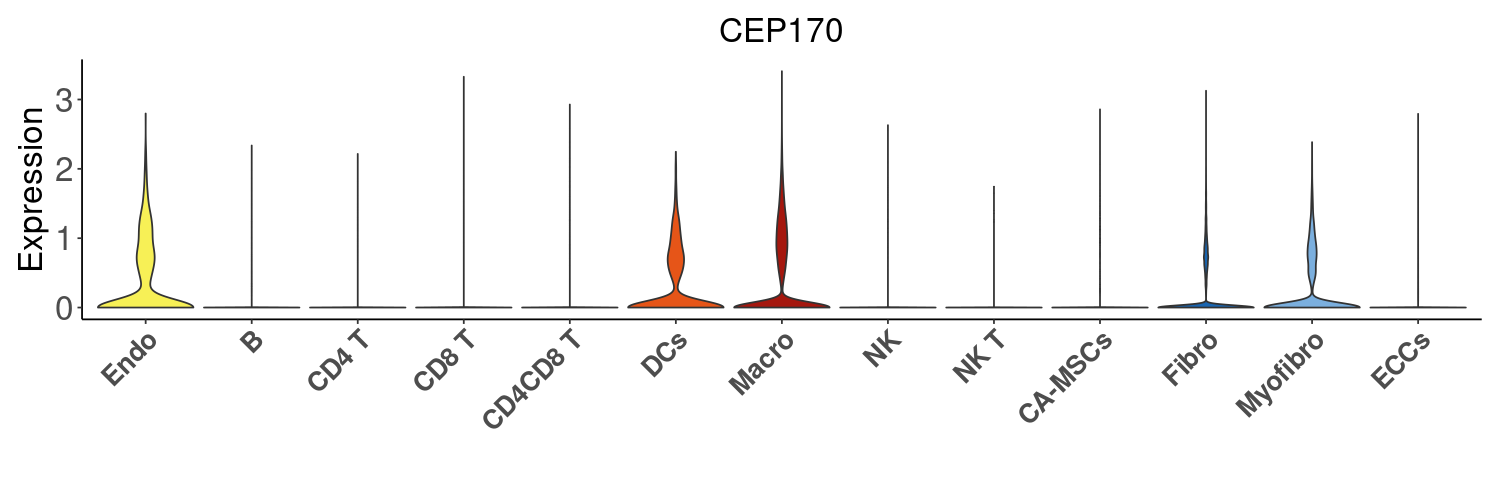 CEP170
Expression
3
2
1
0
Endo
B
CD4 T
CD8 T
CD4CD8 T
DCs
Macro
NK
NK T
CA-MSCs
Fibro
Myofibro
ECCs